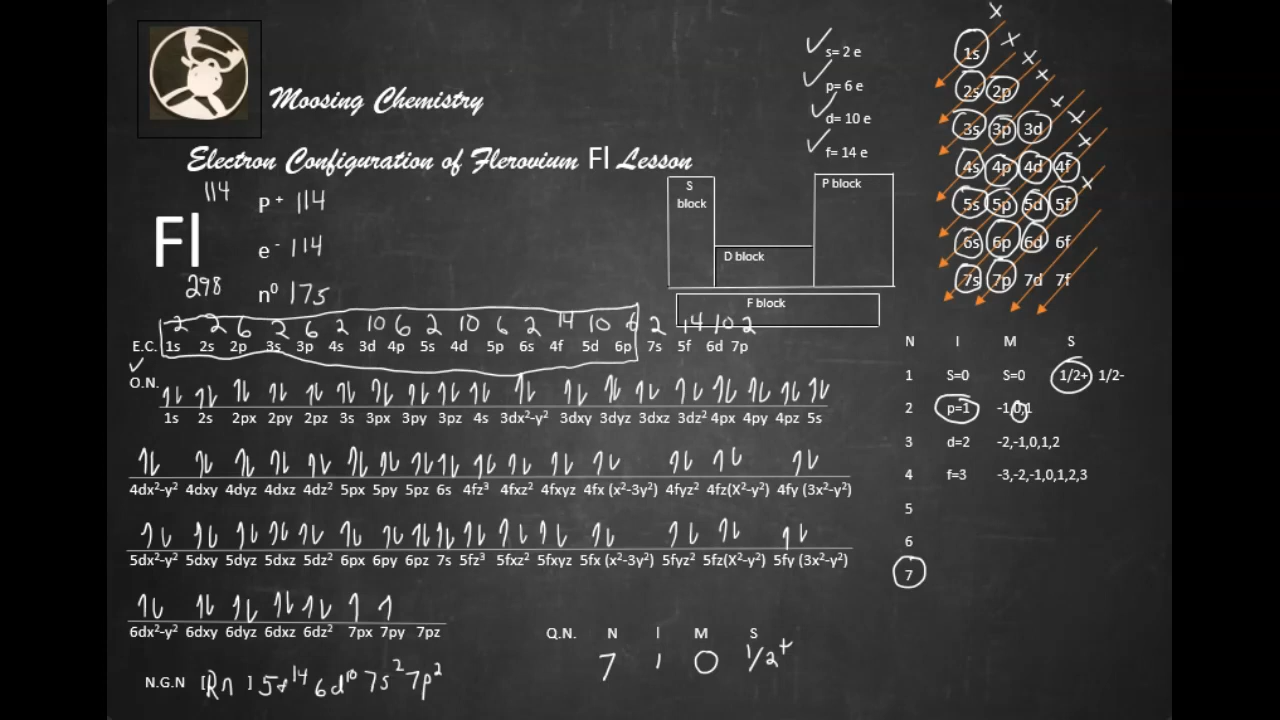 Moosing Chemistry
Electron Configuration of Flerovium Fl Lesson
114
Fl
298
p+ 114
e- 114
n⁰ 175
s= 2 e
p= 6 e
d= 10 e
f= 14 e
S block
P block
D block
F block
1s
2s 2p
3s 3p 3d
4s 4p 4d 4f
5s 5p 5d 5f
6s 6p 6d 6f
7s 7p 7d 7f
2 2 6 2 6 2 10 6 2 10 6 2 14 10 6 2 14 10 2
E.C. 1s 2s 2p 3s 3p 4s 3d 4p 5s 4d 5p 6s 4f 5d 6p 7s 5f 6d 7p
O.N.
1s 2s 2px 2py 2pz 3s 3px 3py 3pz 4s 3dx²-y² 3dxy 3dyz 3dxz 3dz² 4px 4py 4pz 5s
4dx²-y² 4dxy 4dyz 4dxz 4dz² 5px 5py 5pz 6s 4fz³ 4fxz² 4fxyz 4fx (x²-3y²) 4fyz² 4fz(X²-y²) 4fy (3x²-y²)
5dx²-y² 5dxy 5dyz 5dxz 5dz² 6px 6py 6pz 7s 5fz³ 5fxz² 5fxyz 5fx (x²-3y²) 5fyz² 5fz(X²-y²) 5fy (3x²-y²)
6dx²-y² 6dxy 6dyz 6dxz 6dz² 7px 7py 7pz
N.G.N [Rn ] 5f¹⁴ 6d¹⁰ 7s² 7p²
Q.N. N l M S
7 1 0 1/2+
N l M S
1 S=0 S=0 1/2+ 1/2-
2 p=1 -1,0,1
3 d=2 -2,-1,0,1,2
4 f=3 -3,-2,-1,0,1,2,3
5
6
7